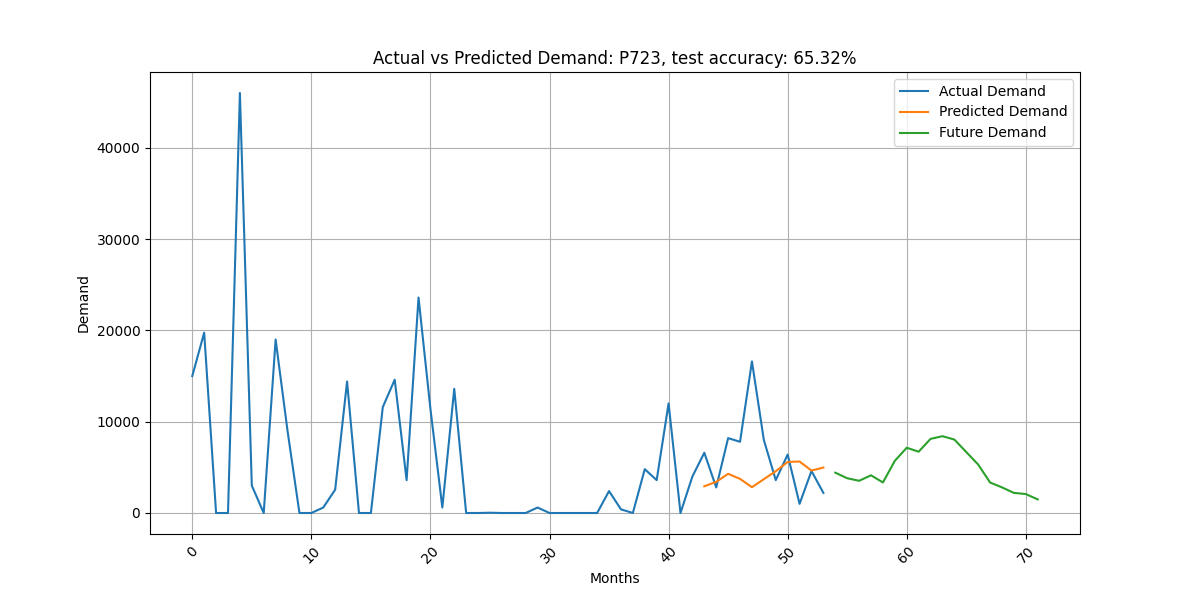 Actual vs Predicted Demand: P723, test accuracy: 65.32%
Actual Demand
Predicted Demand
Future Demand
Demand
40000
30000
20000
10000
0
0
10
20
30
40
50
60
70
Months